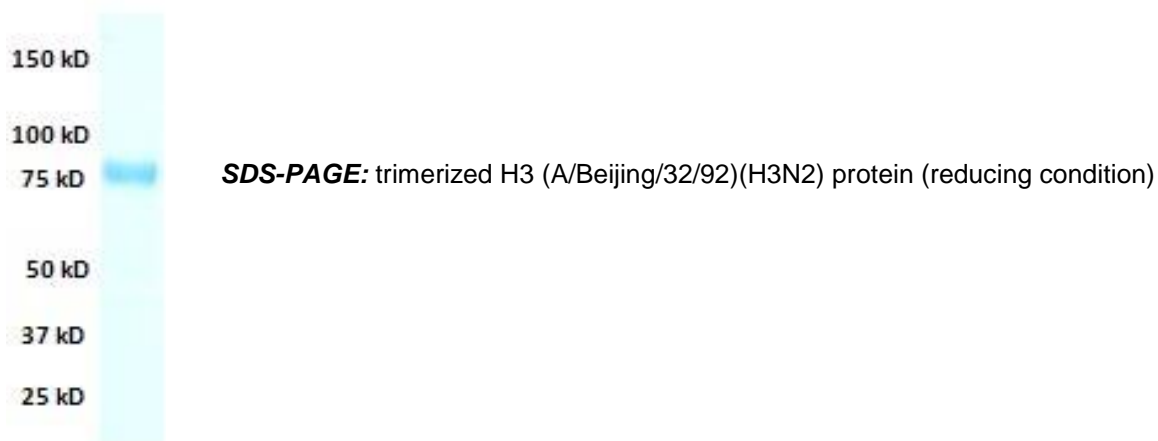 150 kD
100 kD
75 kD
SDS-PAGE: trimerized H3 (A/Beijing/32/92)(H3N2) protein (reducing condition)
50 kD
37 kD
25 kD